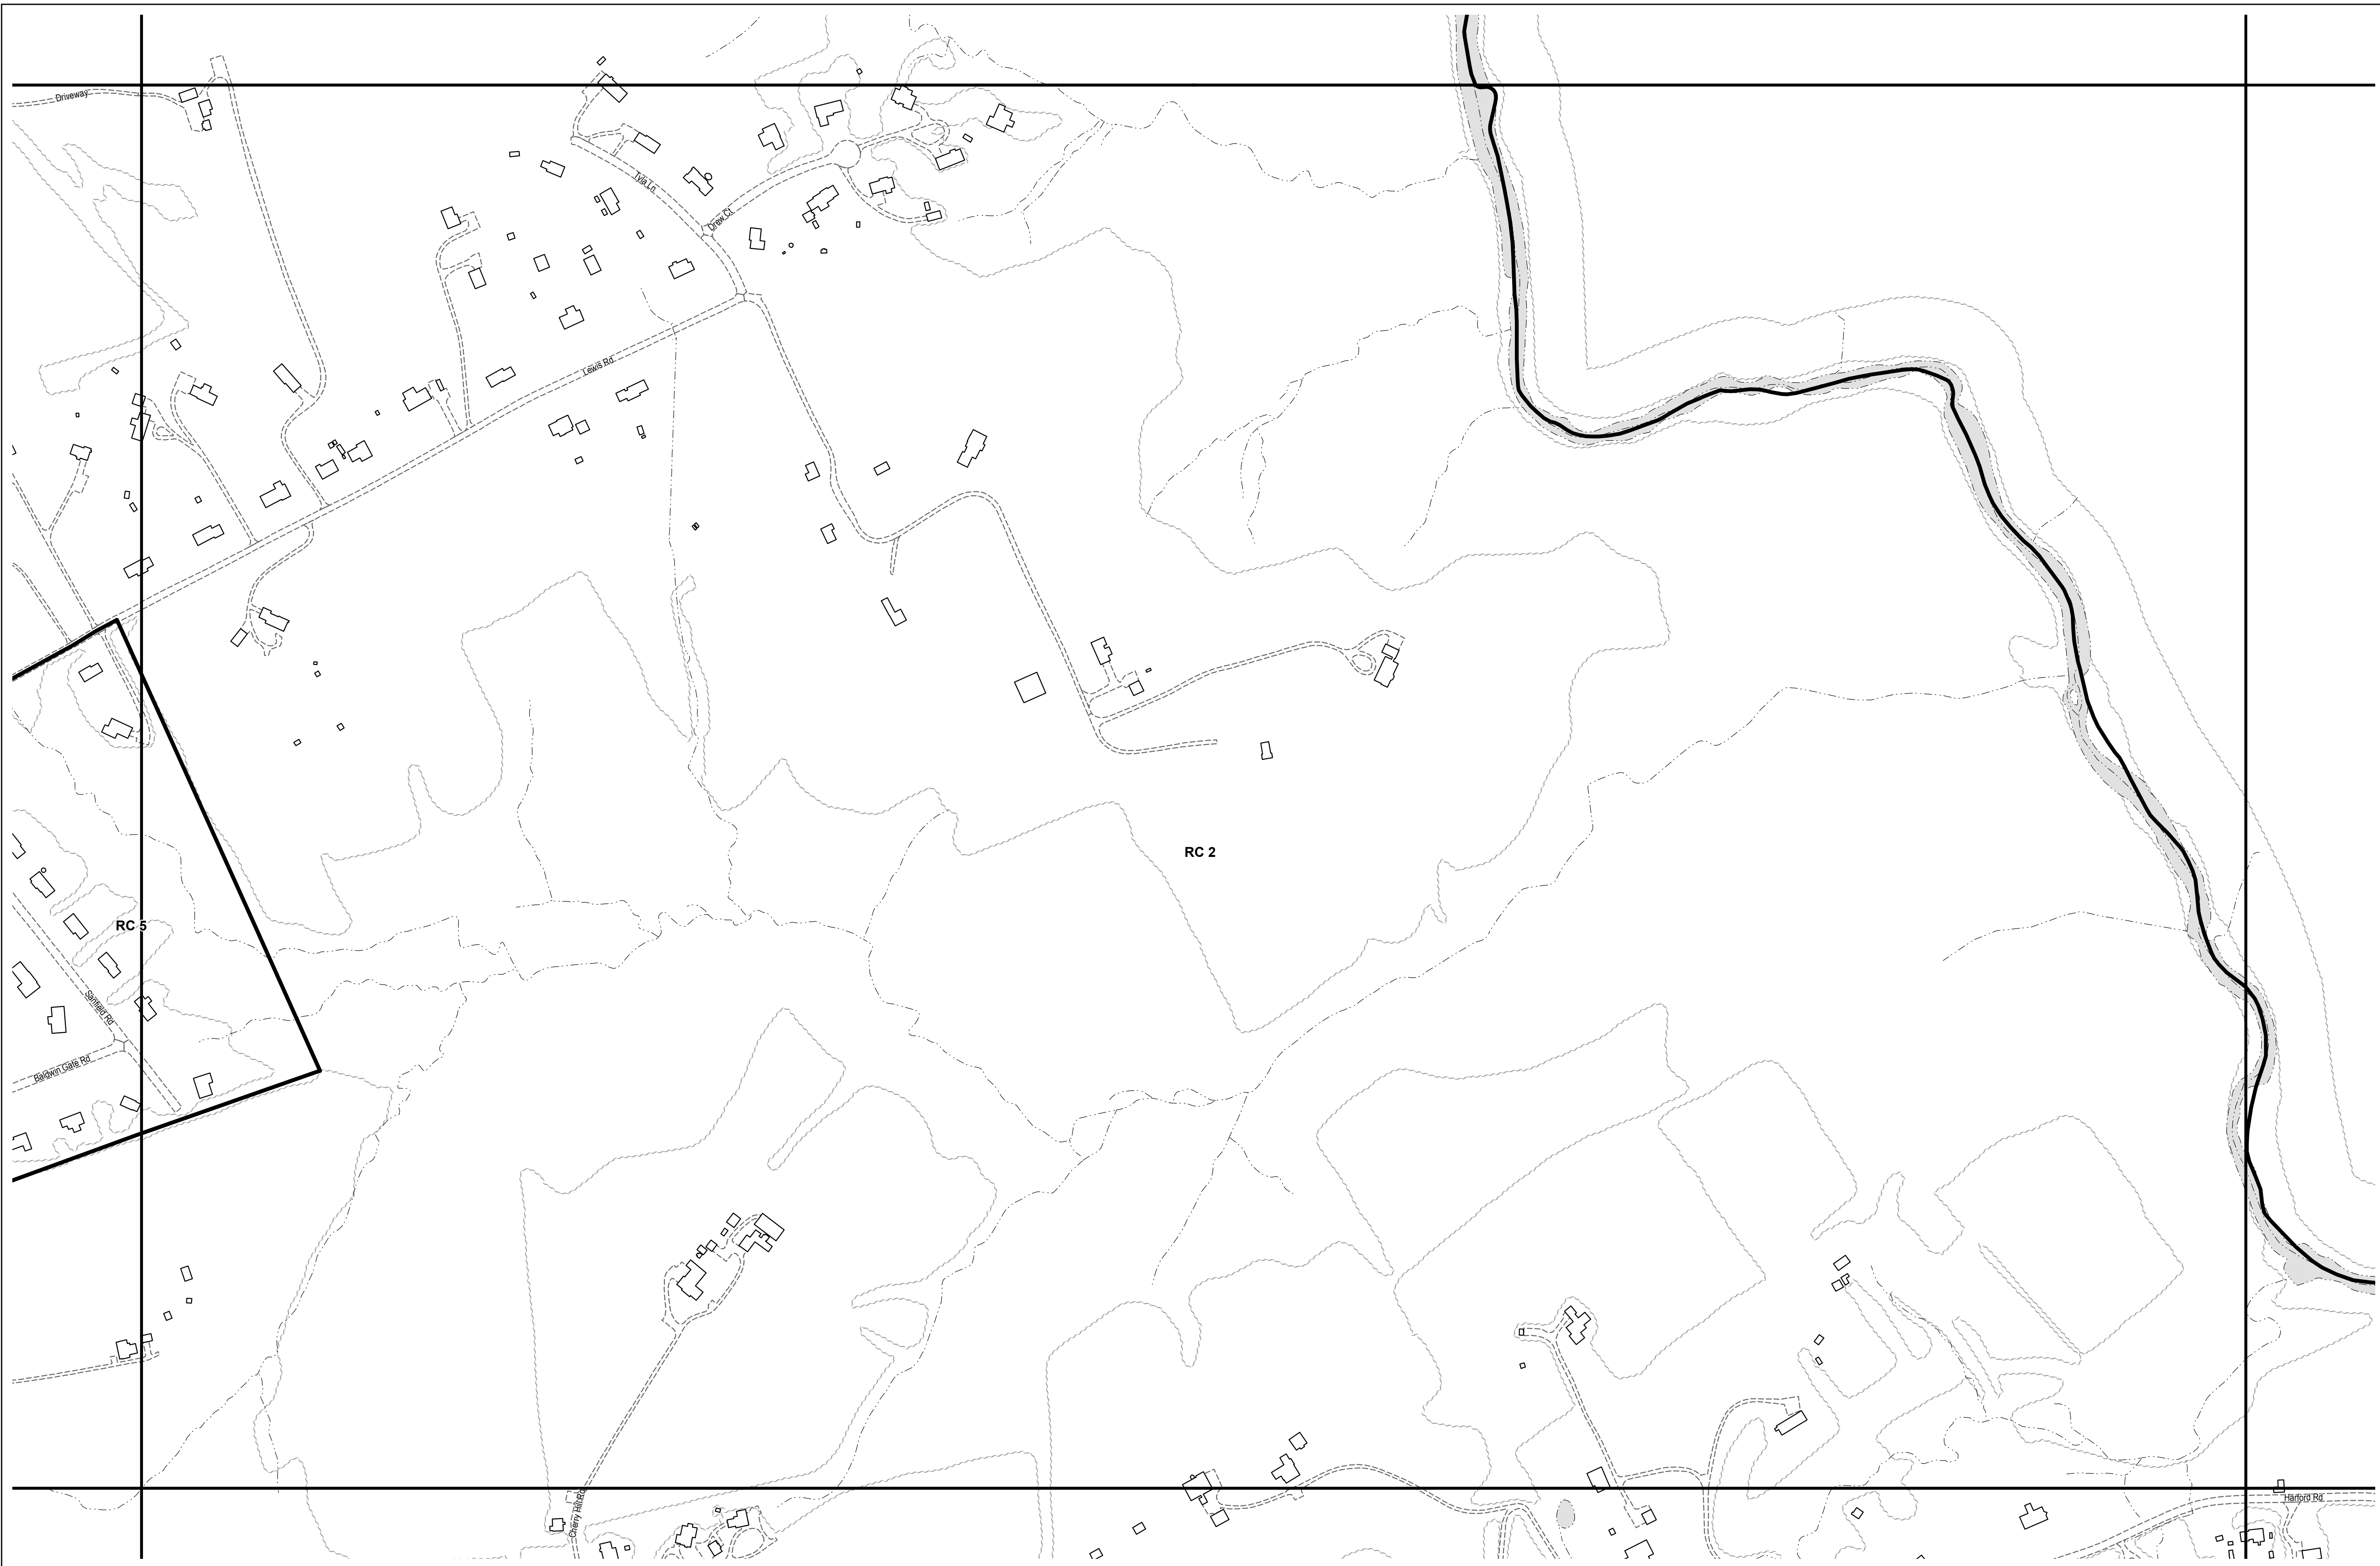 Driveway
Tyla Ln
Drew Ct
Lewis Rd
RC 2
RC 5
Sanfield Rd
Baldwin Gate Rd
Cherry Hill Rd
Harford Rd